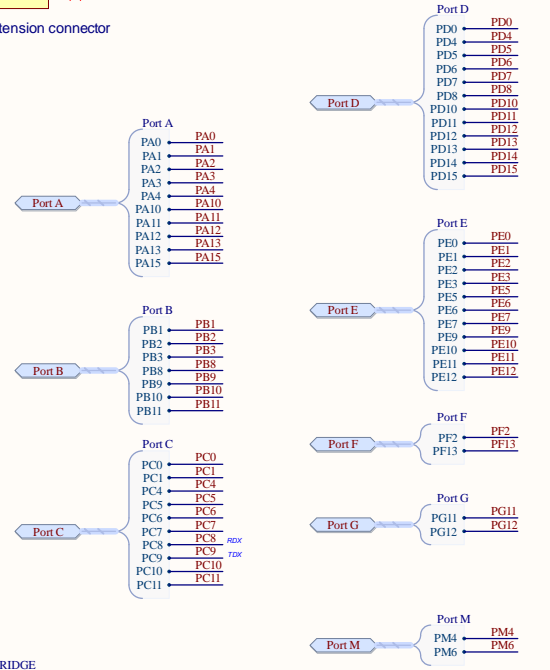 tension connector
Port A
Port A
PA0 PA0
PA1 PA1
PA2 PA2
PA3 PA3
PA4 PA4
PA10 PA10
PA11 PA11
PA12 PA12
PA13 PA13
PA15 PA15
Port B
Port B
PB1 PB1
PB2 PB2
PB3 PB3
PB8 PB8
PB9 PB9
PB10 PB10
PB11 PB11
Port C
Port C
PC0 PC0
PC1 PC1
PC4 PC4
PC5 PC5
PC6 PC6
PC7 PC7
PC8 PC8 RDX
PC9 PC9 TDX
PC10 PC10
PC11 PC11
RIDGE
Port D
Port D
PD0 PD0
PD4 PD4
PD5 PD5
PD6 PD6
PD7 PD7
PD8 PD8
PD10 PD10
PD11 PD11
PD12 PD12
PD13 PD13
PD14 PD14
PD15 PD15
Port E
Port E
PE0 PE0
PE1 PE1
PE2 PE2
PE3 PE3
PE5 PE5
PE6 PE6
PE7 PE7
PE9 PE9
PE10 PE10
PE11 PE11
PE12 PE12
Port F
Port F
PF2 PF2
PF13 PF13
Port G
Port G
PG11 PG11
PG12 PG12
Port M
Port M
PM4 PM4
PM6 PM6